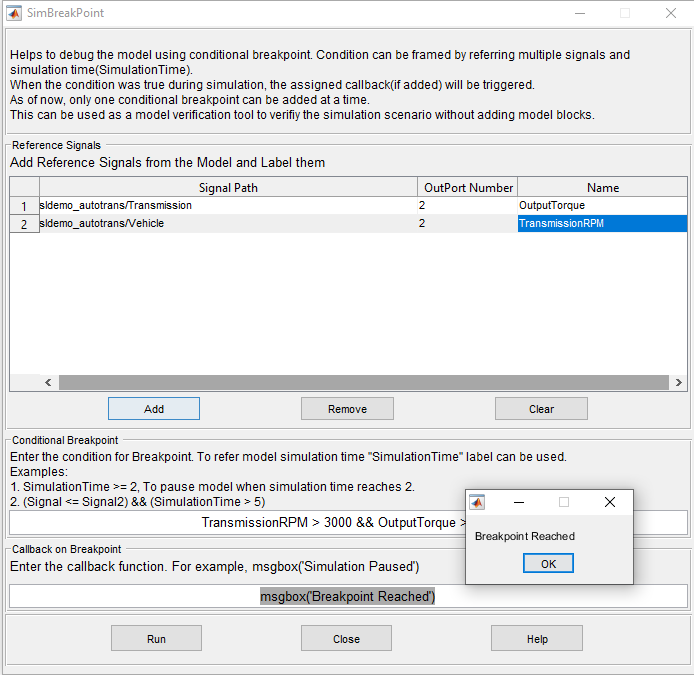 SimBreakPoint
Helps to debug the model using conditional breakpoint. Condition can be framed by referring multiple signals and
simulation time(SimulationTime).
When the condition was true during simulation, the assigned callback(if added) will be triggered.
As of now, only one conditional breakpoint can be added at a time.
This can be used as a model verification tool to verifiy the simulation scenario without adding model blocks.
Reference Signals
Add Reference Signals from the Model and Label them
Signal Path OutPort Number Name
1 sldemo_autotrans/Transmission 2 OutputTorque
2 sldemo_autotrans/Vehicle 2 TransmissionRPM
Add Remove Clear
Conditional Breakpoint
Enter the condition for Breakpoint. To refer model simulation time "SimulationTime" label can be used.
Examples:
1. SimulationTime >= 2, To pause model when simulation time reaches 2.
2. (Signal <= Signal2) && (SimulationTime > 5)
TransmissionRPM > 3000 && OutputTorque >
Breakpoint Reached
OK
Callback on Breakpoint
Enter the callback function. For example, msgbox('Simulation Paused')
msgbox('Breakpoint Reached')
Run Close Help